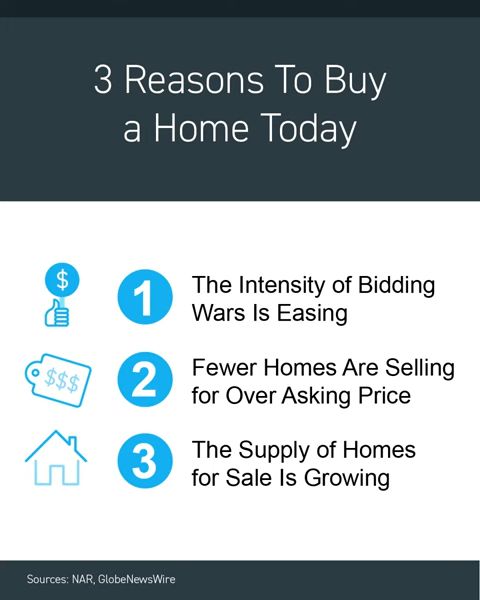 3 Reasons To Buy
a Home Today
$
1
The Intensity of Bidding
Wars Is Easing
$$$
2
Fewer Homes Are Selling
for Over Asking Price
3
The Supply of Homes
for Sale Is Growing
Sources: NAR, GlobeNewsWire